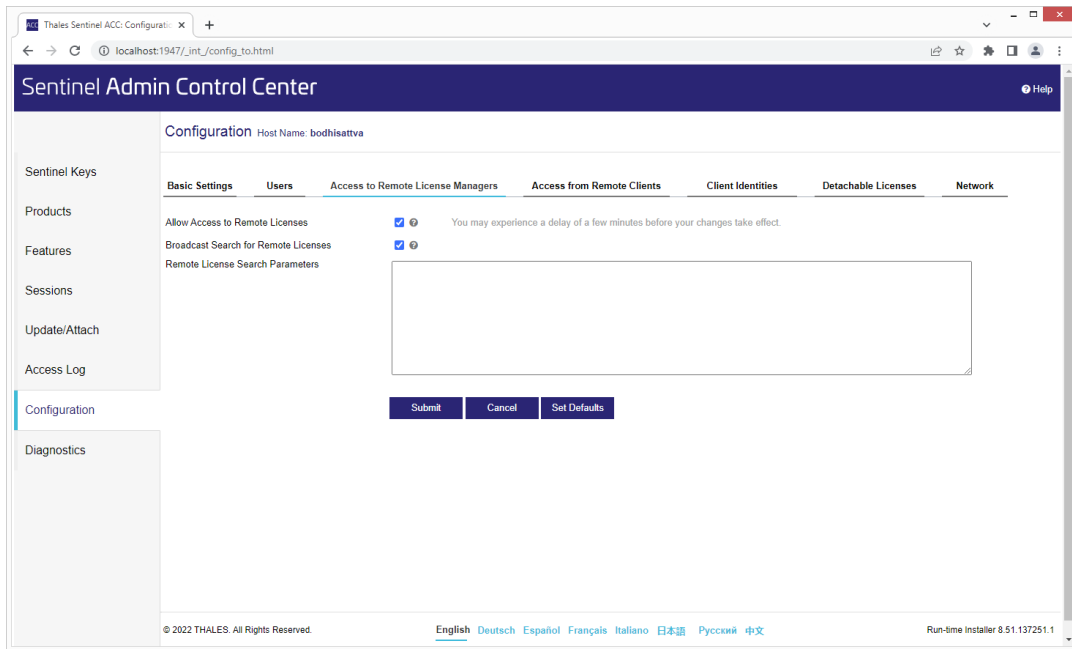 Thales Sentinel ACC: Configuratio
localhost:1947/_int_/config_to.html
Sentinel Admin Control Center
Help
Configuration Host Name: bodhisattva
Sentinel Keys
Products
Features
Sessions
Update/Attach
Access Log
Configuration
Diagnostics
Basic Settings Users Access to Remote License Managers Access from Remote Clients Client Identities Detachable Licenses Network
Allow Access to Remote Licenses You may experience a delay of a few minutes before your changes take effect.
Broadcast Search for Remote Licenses
Remote License Search Parameters
Submit Cancel Set Defaults
© 2022 THALES. All Rights Reserved. English Deutsch Español Français Italiano 日本語 Русский 中文 Run-time Installer 8.51.137251.1